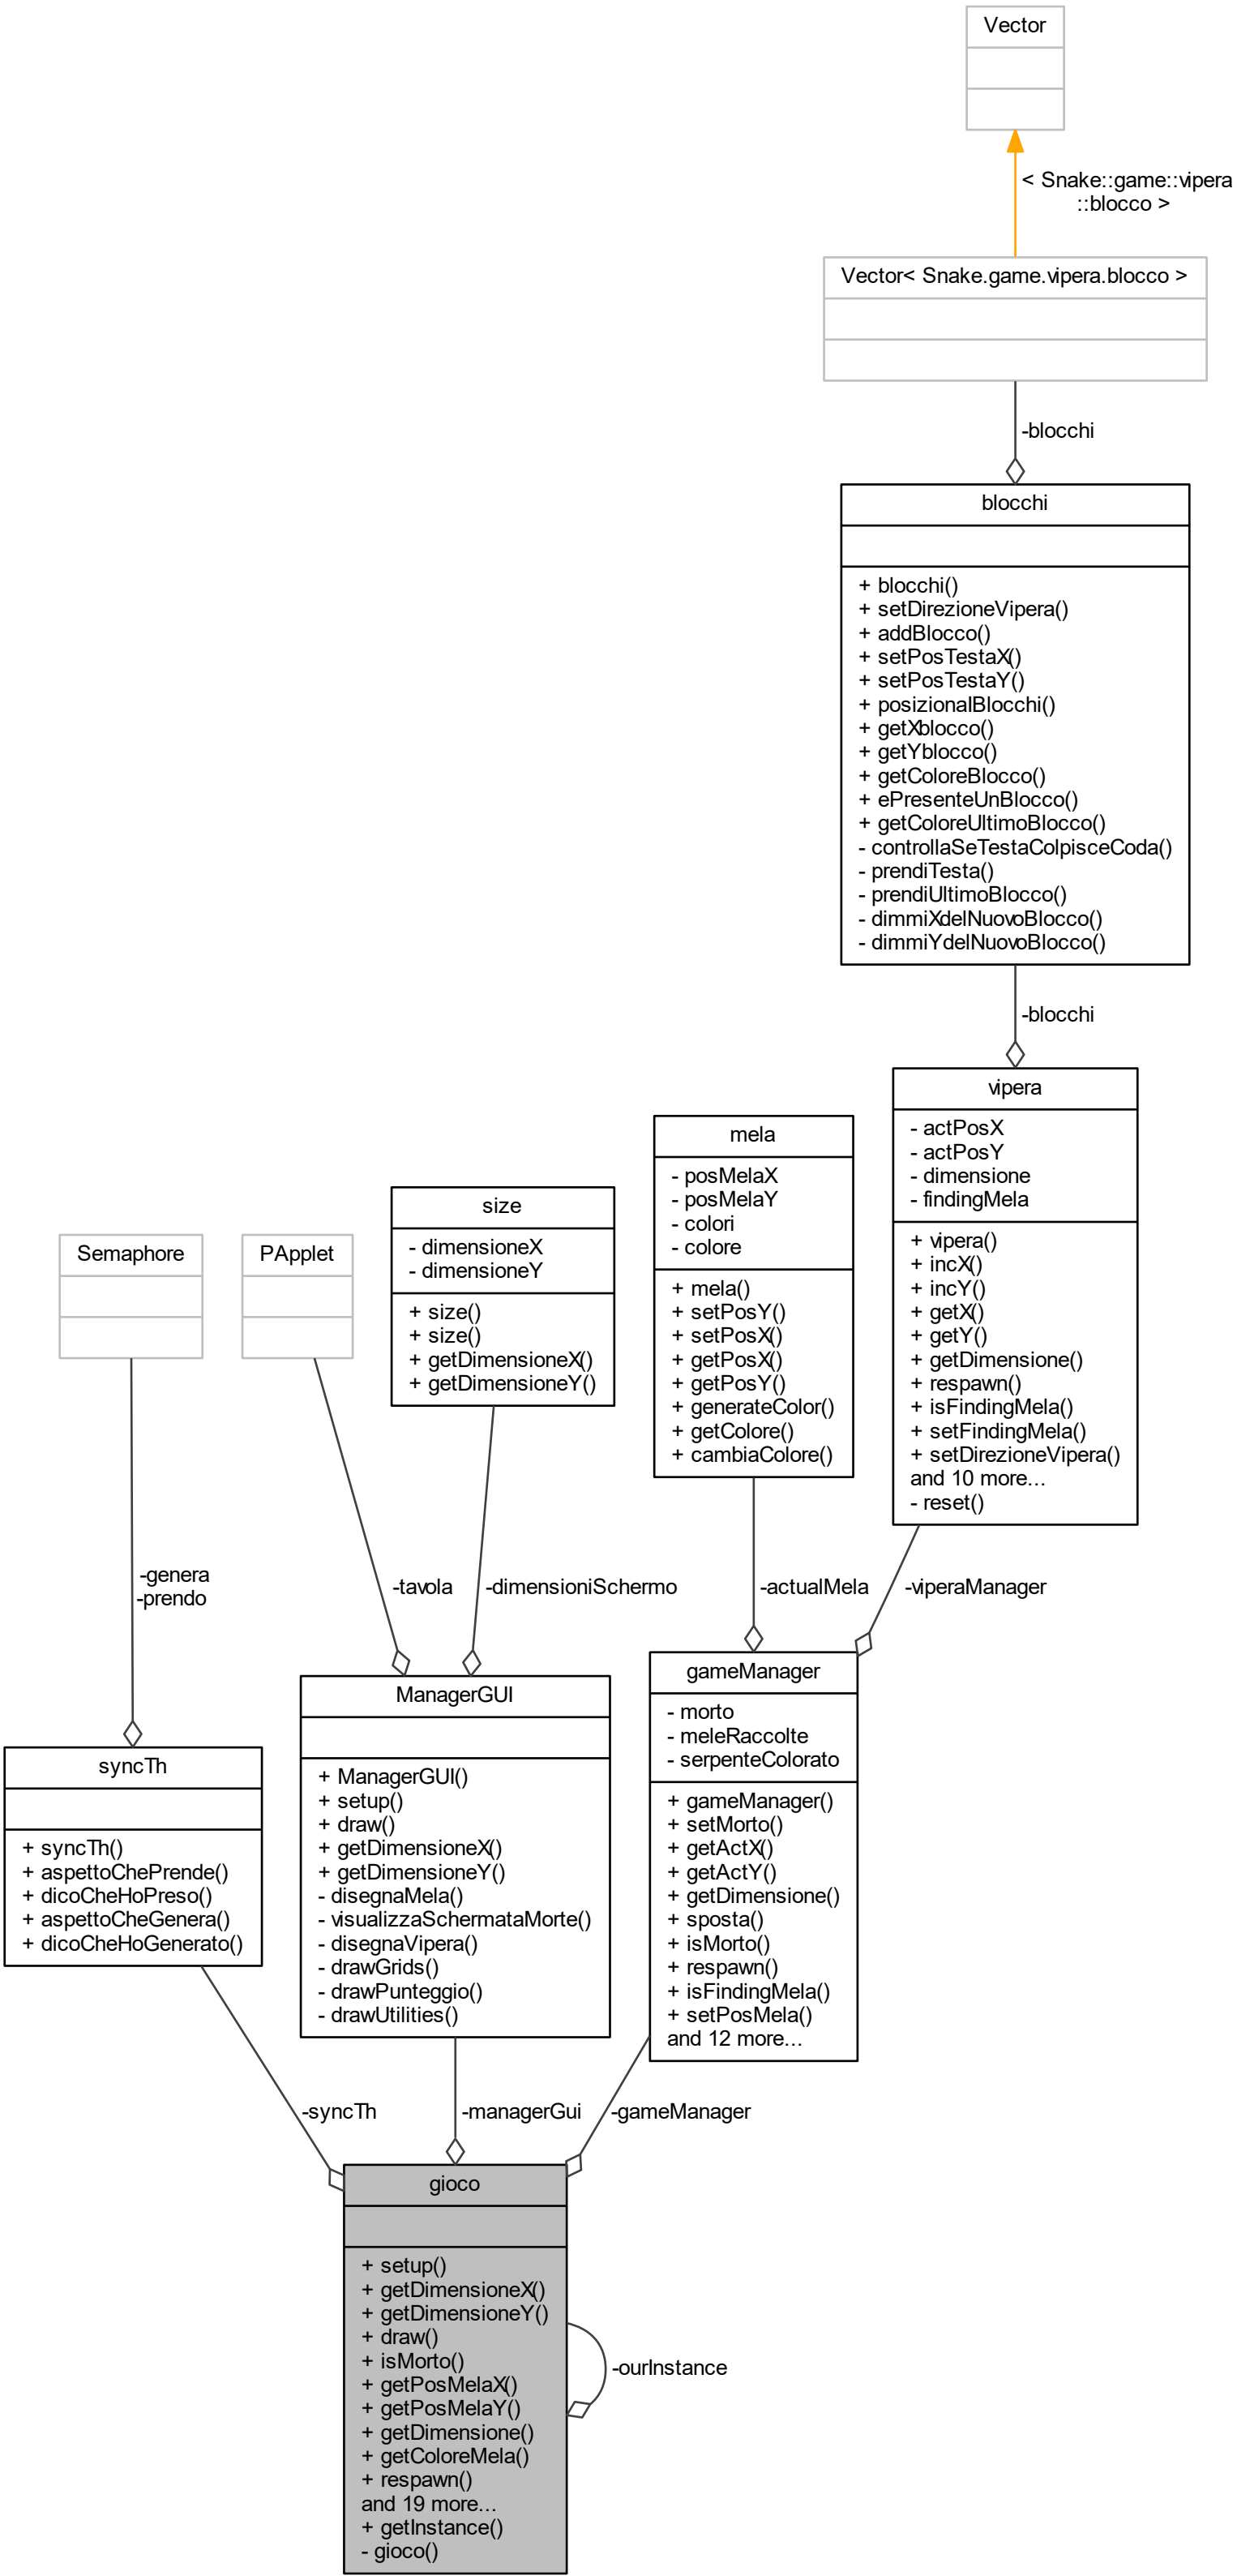 Vector
< Snake::game::vipera
::blocco >
Vector< Snake.game.vipera.blocco >
-blocchi
blocchi
+ blocchi()
+ setDirezioneVipera()
+ addBlocco()
+ setPosTestaX()
+ setPosTestaY()
+ posizionaIBlocchi()
+ getXblocco()
+ getYblocco()
+ getColoreBlocco()
+ ePresenteUnBlocco()
+ getColoreUltimoBlocco()
- controllaSeTestaColpisceCoda()
- prendiTesta()
- prendiUltimoBlocco()
- dimmiXdelNuovoBlocco()
- dimmiYdelNuovoBlocco()
-blocchi
vipera
- actPosX
- actPosY
- dimensione
- findingMela
+ vipera()
+ incX()
+ incY()
+ getX()
+ getY()
+ getDimensione()
+ respawn()
+ isFindingMela()
+ setFindingMela()
+ setDirezioneVipera()
and 10 more...
- reset()
mela
- posMelaX
- posMelaY
- colori
- colore
+ mela()
+ setPosY()
+ setPosX()
+ getPosX()
+ getPosY()
+ generateColor()
+ getColore()
+ cambiaColore()
size
- dimensioneX
- dimensioneY
+ size()
+ size()
+ getDimensioneX()
+ getDimensioneY()
PApplet
Semaphore
-genera
-prendo
-tavola
-dimensioniSchermo
-actualMela
-viperaManager
syncTh
+ syncTh()
+ aspettoChePrende()
+ dicoCheHoPreso()
+ aspettoCheGenera()
+ dicoCheHoGenerato()
ManagerGUI
+ ManagerGUI()
+ setup()
+ draw()
+ getDimensioneX()
+ getDimensioneY()
- disegnaMela()
- visualizzaSchermataMorte()
- disegnaVipera()
- drawGrids()
- drawPunteggio()
- drawUtilities()
gameManager
- morto
- meleRaccolte
- serpenteColorato
+ gameManager()
+ setMorto()
+ getActX()
+ getActY()
+ getDimensione()
+ sposta()
+ isMorto()
+ respawn()
+ isFindingMela()
+ setPosMela()
and 12 more...
-syncTh
-managerGui
-gameManager
gioco
+ setup()
+ getDimensioneX()
+ getDimensioneY()
+ draw()
+ isMorto()
+ getPosMelaX()
+ getPosMelaY()
+ getDimensione()
+ getColoreMela()
+ respawn()
and 19 more...
+ getInstance()
- gioco()
-ourInstance